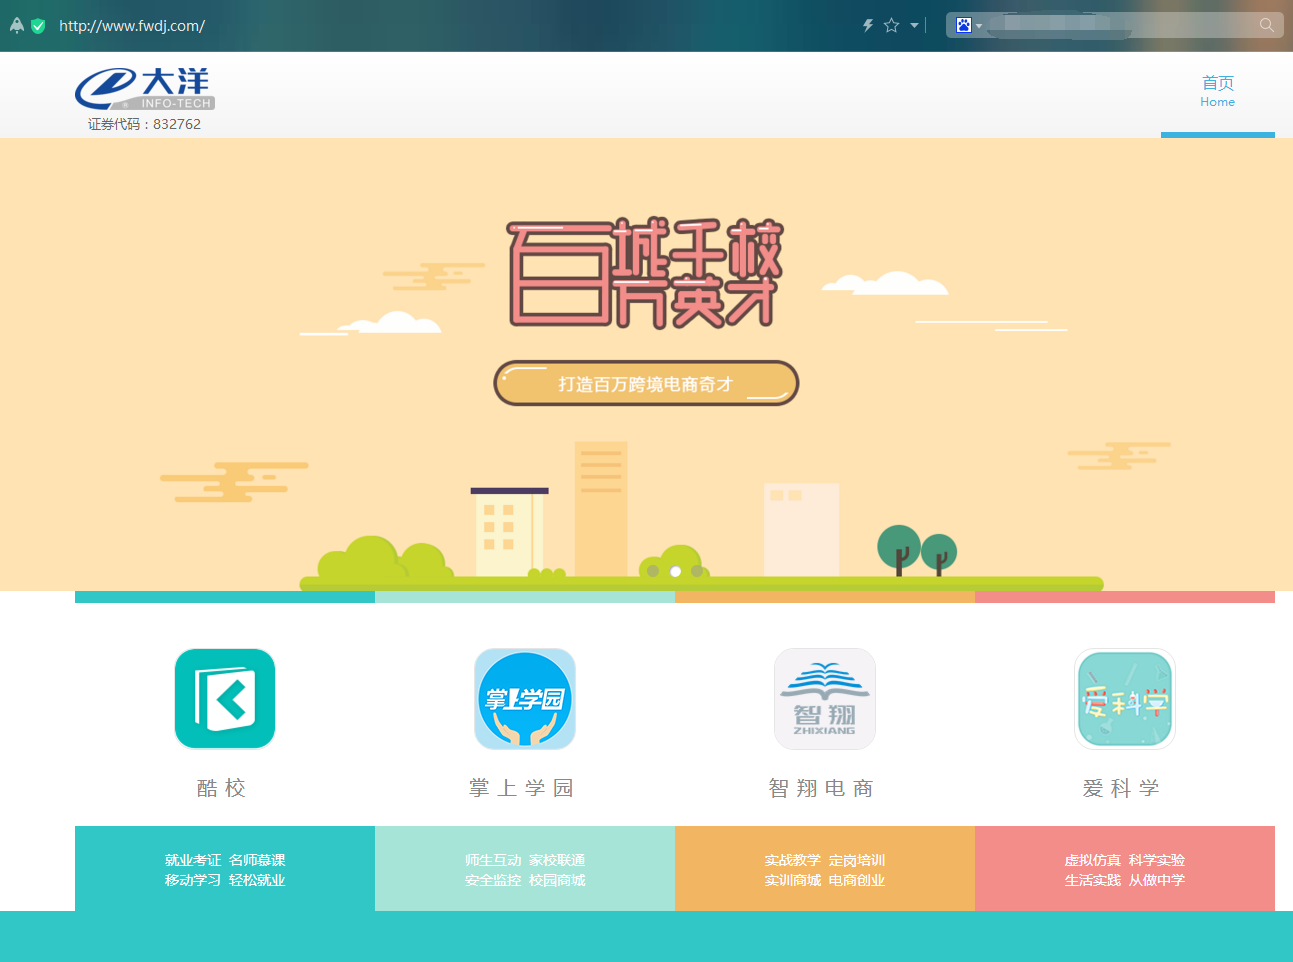 http://www.fwdj.com/
大洋
INFO-TECH
证券代码：832762
首页
Home
百城千校
百万英才
打造百万跨境电商奇才
掌上学园
智翔
ZHIXIANG
爱科学
酷校
掌上学园
智翔电商
爱科学
就业考证 名师慕课
移动学习 轻松就业
师生互动 家校联通
安全监控 校园商城
实战教学 定岗培训
实训商城 电商创业
虚拟仿真 科学实验
生活实践 从做中学